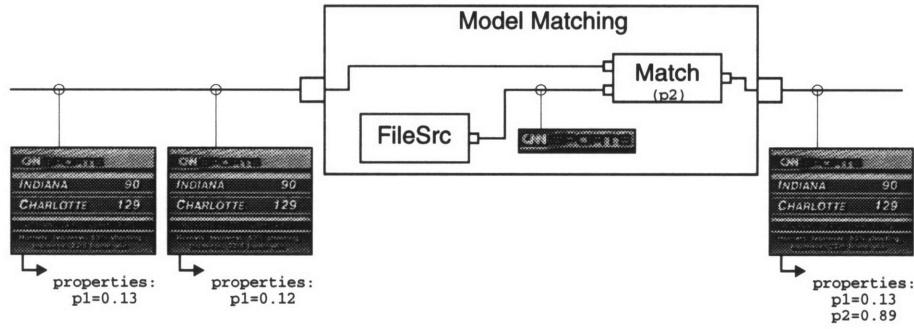 Model Matching
Match
(p2)
FileSrc
CNN
CNN
INDIANA 90
CHARLOTTE 129
properties:
p1=0.13
CNN
INDIANA 90
CHARLOTTE 129
properties:
p1=0.12
CNN
INDIANA 90
CHARLOTTE 129
properties:
p1=0.13
p2=0.89